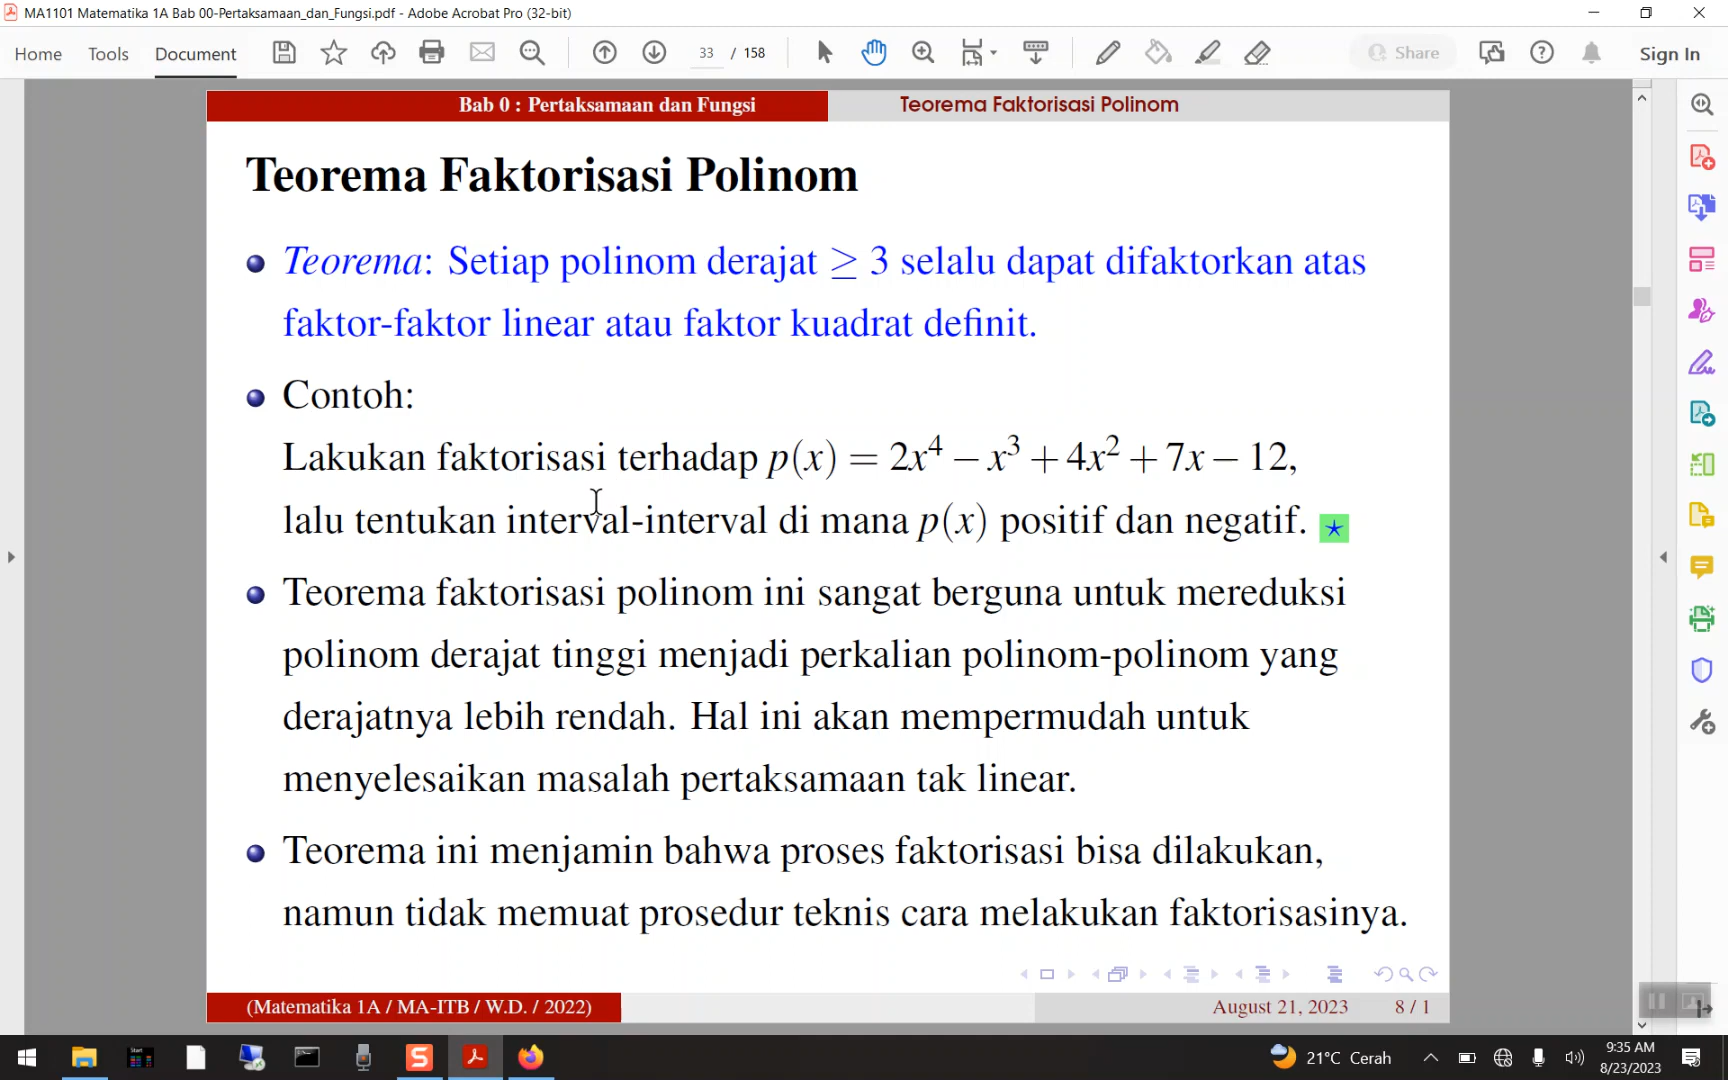 MA1101 Matematika 1A Bab 00-Pertaksamaan_dan_Fungsi.pdf - Adobe Acrobat Pro (32-bit)
Home Tools Document 33 / 158 Share Sign In
Bab 0 : Pertaksamaan dan Fungsi Teorema Faktorisasi Polinom
Teorema Faktorisasi Polinom
Teorema: Setiap polinom derajat ≥ 3 selalu dapat difaktorkan atas
faktor-faktor linear atau faktor kuadrat definit.
Contoh:
Lakukan faktorisasi terhadap p(x) = 2x⁴ − x³ + 4x² + 7x − 12,
lalu tentukan interval-interval di mana p(x) positif dan negatif. ⋆
Teorema faktorisasi polinom ini sangat berguna untuk mereduksi
polinom derajat tinggi menjadi perkalian polinom-polinom yang
derajatnya lebih rendah. Hal ini akan mempermudah untuk
menyelesaikan masalah pertaksamaan tak linear.
Teorema ini menjamin bahwa proses faktorisasi bisa dilakukan,
namun tidak memuat prosedur teknis cara melakukan faktorisasinya.
(Matematika 1A / MA-ITB / W.D. / 2022) August 21, 2023 8 / 1
21°C Cerah 9:35 AM
8/23/2023